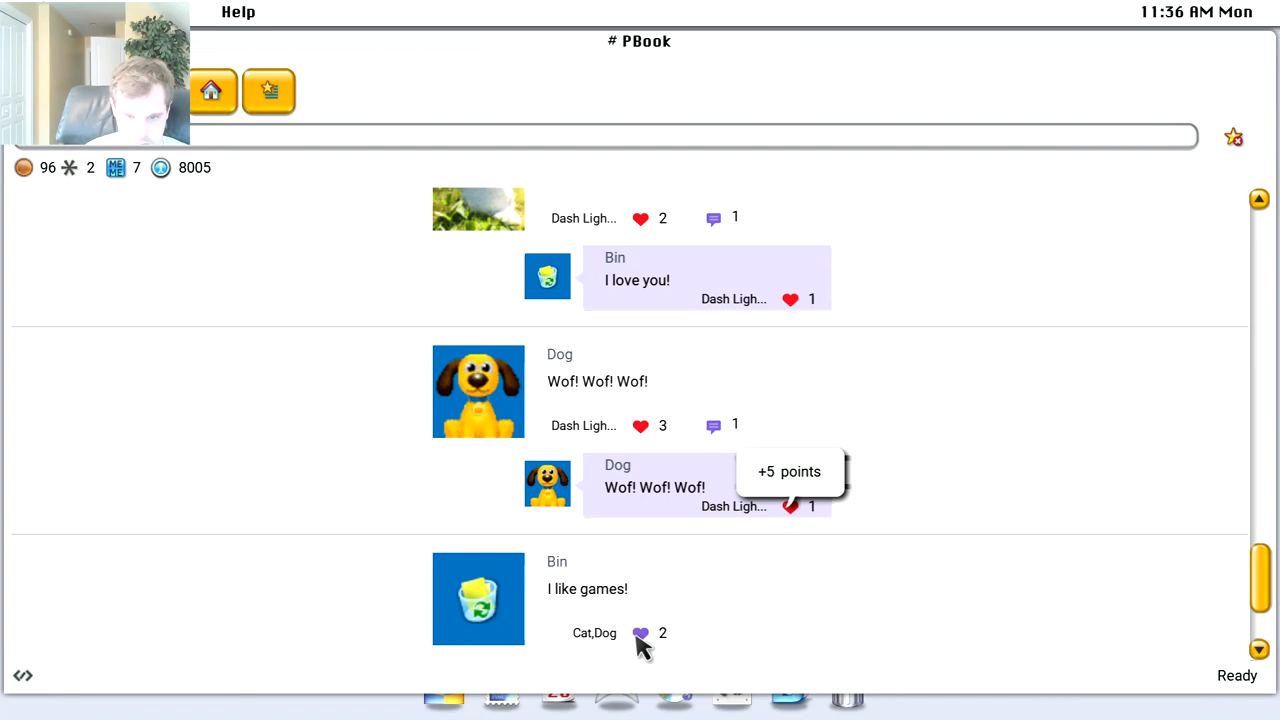 Help
11:36 AM Mon
# PBook
96 2 ME ME 7 8005
Dash Ligh... 2 1
Bin
I love you!
Dash Ligh... 1
Dog
Wof! Wof! Wof!
Dash Ligh... 3 1
Dog
+5 points
Wof! Wof! Wof!
Dash Ligh... 1
Bin
I like games!
Cat,Dog 2
</> Ready